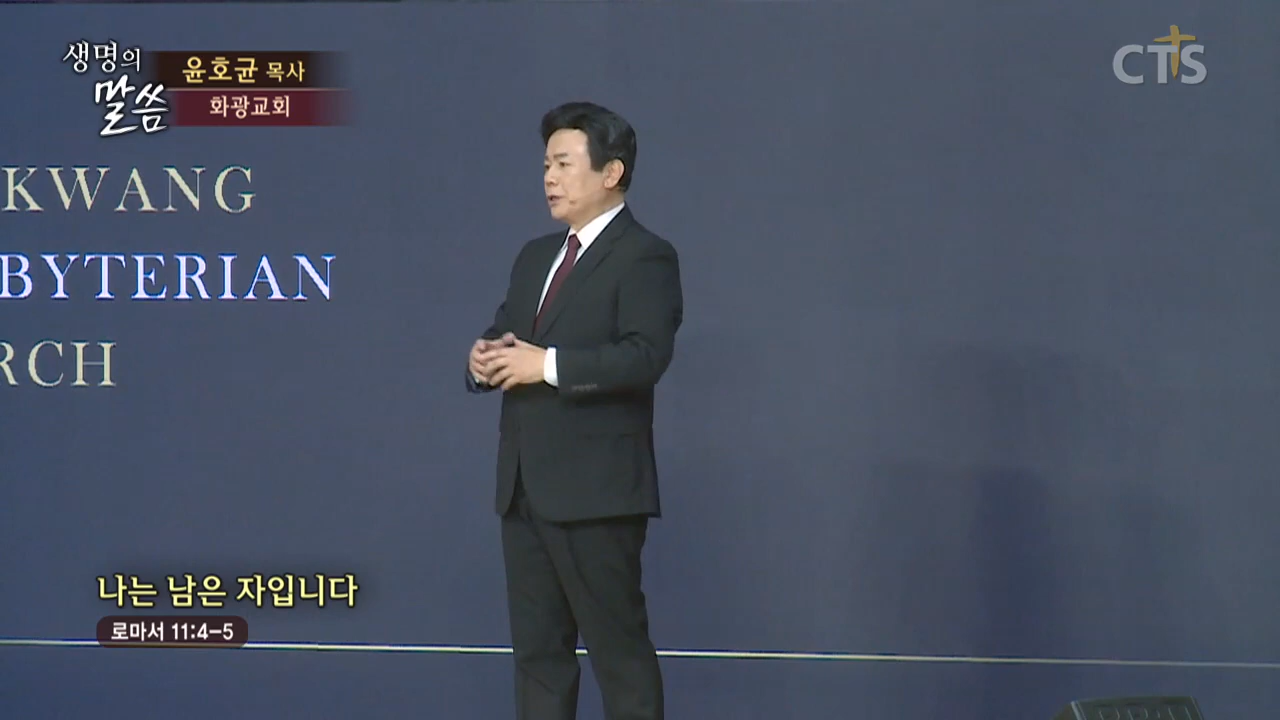 생명의
말씀
윤호균 목사
화광교회
CTS
KWANG
BYTERIAN
RCH
나는 남은 자입니다
로마서 11:4-5